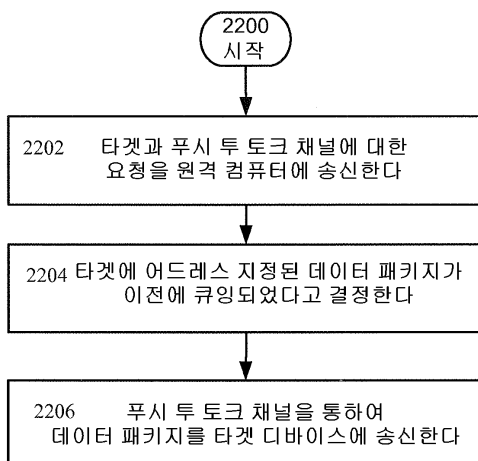 2200
시작
2202 타겟과 푸시 투 토크 채널에 대한
요청을 원격 컴퓨터에 송신한다
2204 타겟에 어드레스 지정된 데이터 패키지가
이전에 큐잉되었다고 결정한다
2206 푸시 투 토크 채널을 통하여
데이터 패키지를 타겟 디바이스에 송신한다